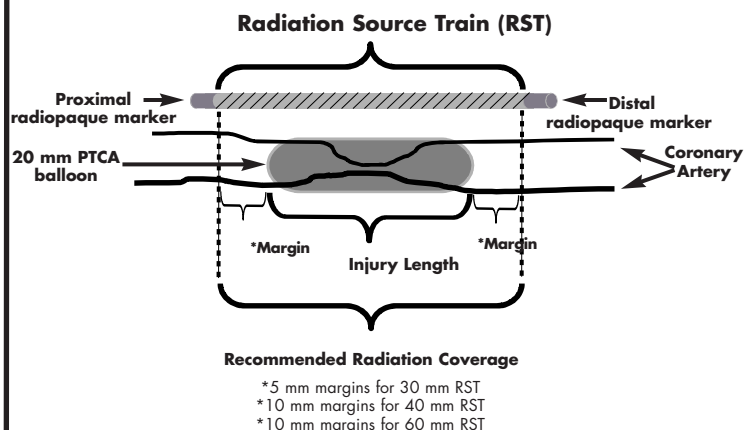 Radiation Source Train (RST)
Proximal
radiopaque marker
Distal
radiopaque marker
20 mm PTCA
balloon
Coronary
Artery
*Margin
Injury Length
*Margin
Recommended Radiation Coverage
*5 mm margins for 30 mm RST
*10 mm margins for 40 mm RST
*10 mm margins for 60 mm RST